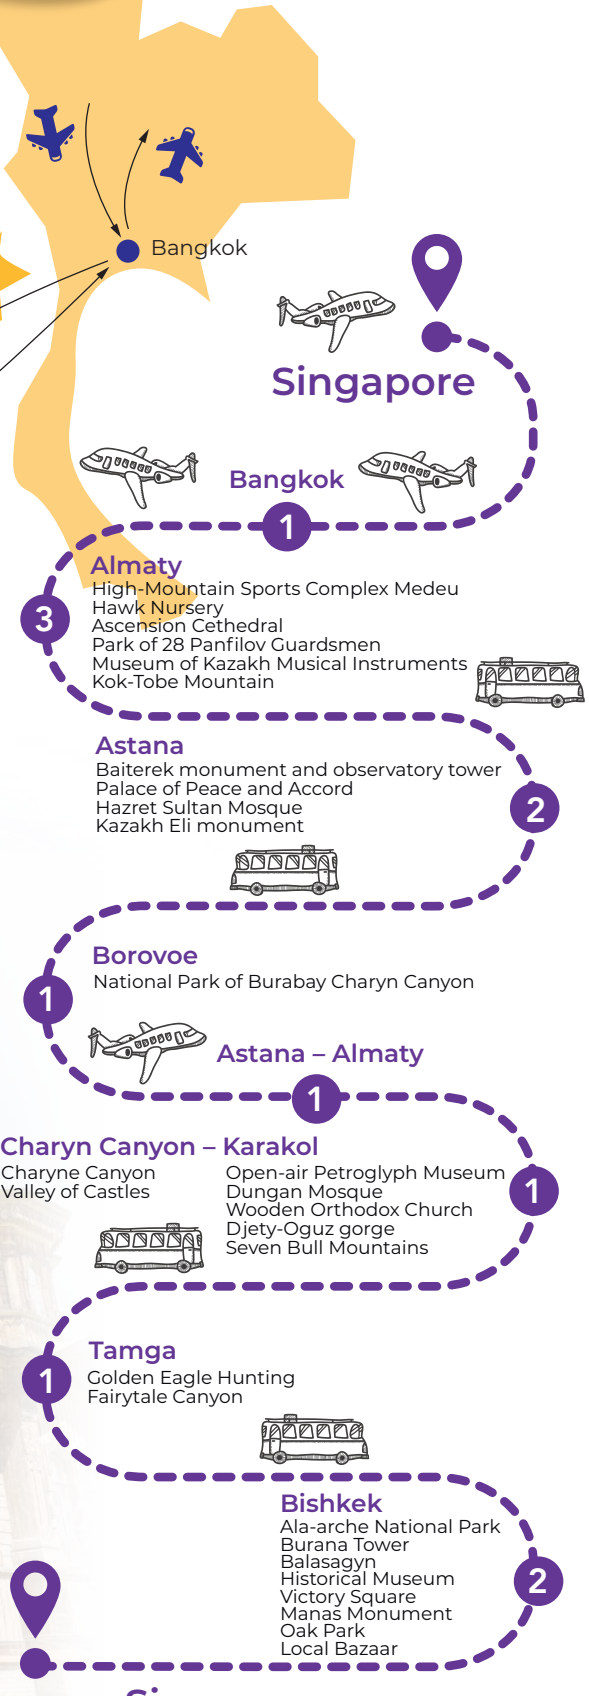 Bangkok
Singapore
Bangkok
1
Almaty
High-Mountain Sports Complex Medeu
Hawk Nursery
Ascension Cethedral
Park of 28 Panfilov Guardsmen
Museum of Kazakh Musical Instruments
Kok-Tobe Mountain
3
Astana
Baiterek monument and observatory tower
Palace of Peace and Accord
Hazret Sultan Mosque
Kazakh Eli monument
2
Borovoe
National Park of Burabay Charyn Canyon
1
Astana – Almaty
1
Charyn Canyon – Karakol
Charyne Canyon
Valley of Castles
Open-air Petroglyph Museum
Dungan Mosque
Wooden Orthodox Church
Djety-Oguz gorge
Seven Bull Mountains
1
Tamga
Golden Eagle Hunting
Fairytale Canyon
1
Bishkek
Ala-arche National Park
Burana Tower
Balasagyn
Historical Museum
Victory Square
Manas Monument
Oak Park
Local Bazaar
2